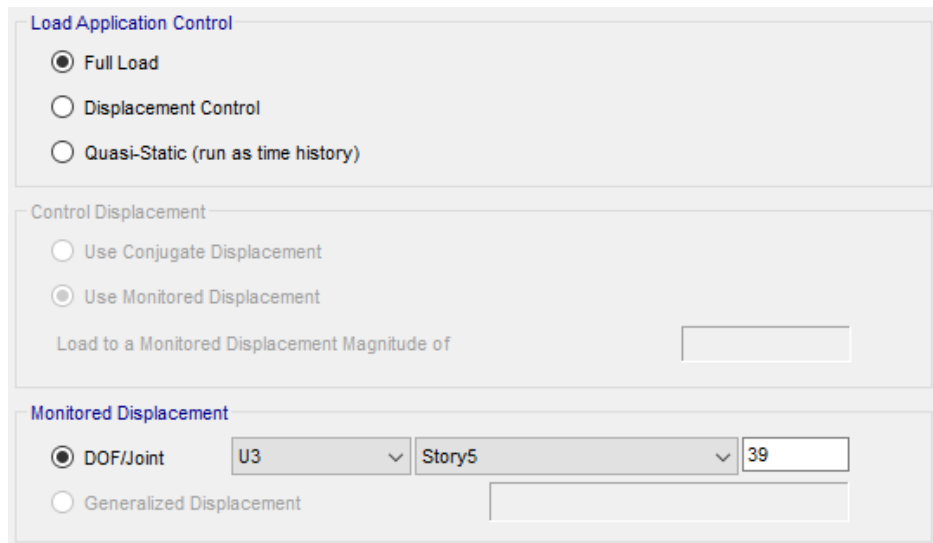 Load Application Control
Full Load
Displacement Control
Quasi-Static (run as time history)
Control Displacement
Use Conjugate Displacement
Use Monitored Displacement
Load to a Monitored Displacement Magnitude of
Monitored Displacement
DOF/Joint U3 Story5 39
Generalized Displacement